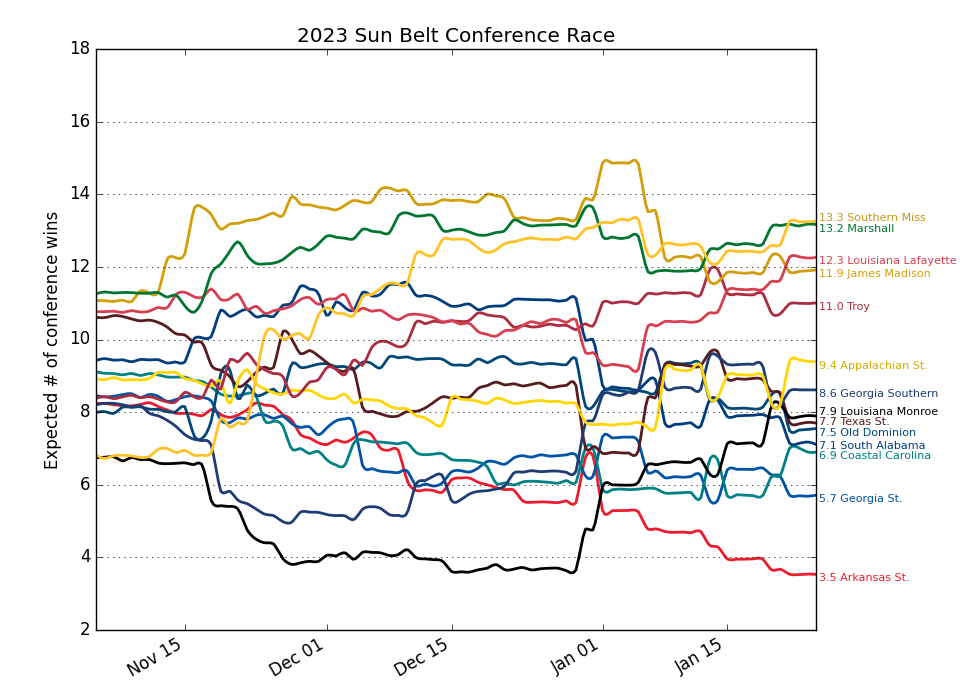 2023 Sun Belt Conference Race
Expected # of conference wins
18
16
14
12
10
8
6
4
2
13.3 Southern Miss
13.2 Marshall
12.3 Louisiana Lafayette
11.9 James Madison
11.0 Troy
9.4 Appalachian St.
8.6 Georgia Southern
7.9 Louisiana Monroe
7.7 Texas St.
7.5 Old Dominion
7.1 South Alabama
6.9 Coastal Carolina
5.7 Georgia St.
3.5 Arkansas St.
Nov 15
Dec 01
Dec 15
Jan 01
Jan 15